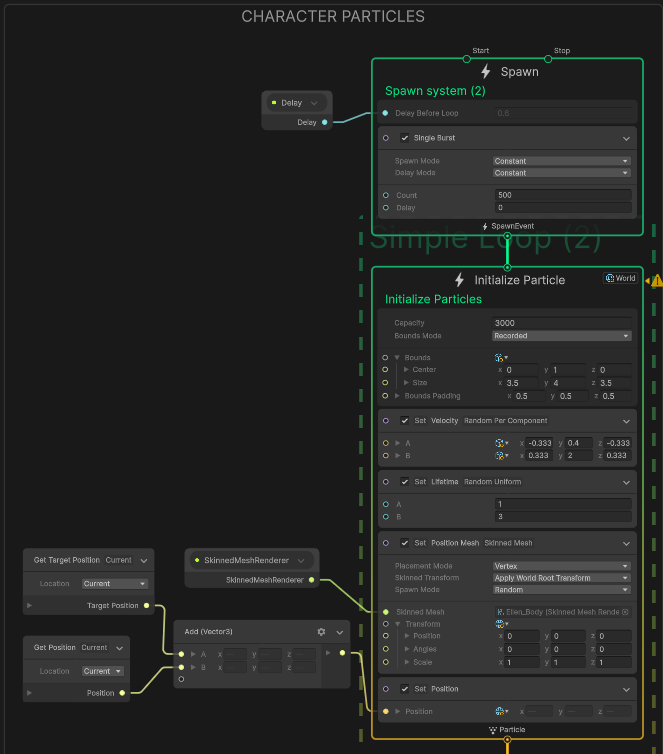 CHARACTER PARTICLES
Start Stop
Spawn
Spawn system (2)
Delay
Delay
Delay Before Loop 0.6
Single Burst
Spawn Mode Constant
Delay Mode Constant
Count 500
Delay 0
SpawnEvent
Simple Loop (2)
Initialize Particle World
Initialize Particles
Capacity 3000
Bounds Mode Recorded
Bounds
Center x 0 y 1 z 0
Size x 3.5 y 4 z 3.5
Bounds Padding x 0.5 y 0.5 z 0.5
Set Velocity Random Per Component
A x -0.333 y 0.4 z -0.333
B x 0.333 y 2 z 0.333
Set Lifetime Random Uniform
A 1
B 3
Set Position Mesh Skinned Mesh
Placement Mode Vertex
Skinned Transform Apply World Root Transform
Spawn Mode Random
Skinned Mesh Ellen_Body (Skinned Mesh Rende
Transform
Position x 0 y 0 z 0
Angles x 0 y 0 z 0
Scale x 1 y 1 z 1
Set Position
Position x — y — z —
Particle
Get Target Position Current
Location Current
Target Position
SkinnedMeshRenderer
SkinnedMeshRenderer
Get Position Current
Location Current
Position
Add (Vector3)
A x — y — z —
B x — y — z —